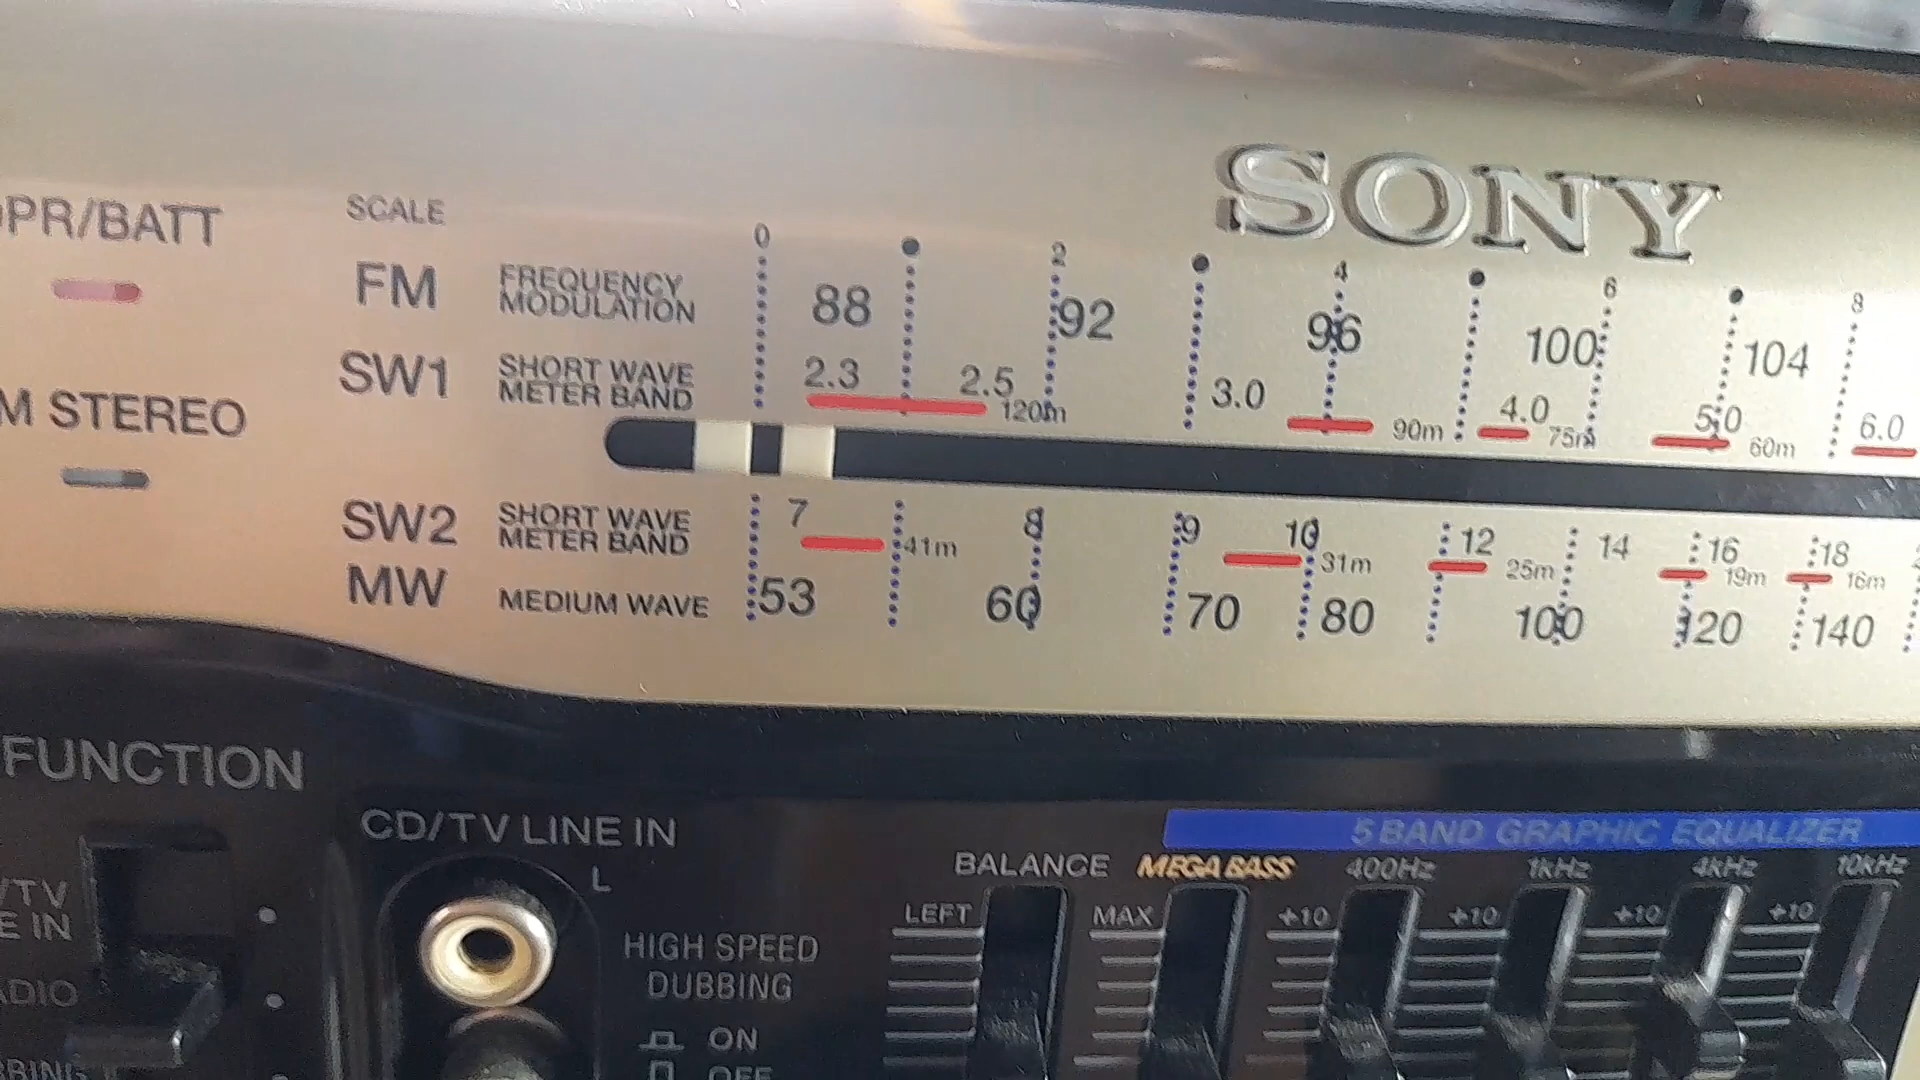 SONY
PR/BATT
SCALE
0 2 4 6 8
FM FREQUENCY MODULATION 88 92 96 100 104
SW1 SHORT WAVE METER BAND 2.3 2.5 120m 3.0 90m 4.0 75m 5.0 60m 6.0
M STEREO
SW2 SHORT WAVE METER BAND 7 41m 8 9 10 31m 12 25m 14 16 19m 18 16m
MW MEDIUM WAVE 53 60 70 80 100 120 140
FUNCTION
CD/TV LINE IN
L
5 BAND GRAPHIC EQUALIZER
BALANCE MEGA BASS 400Hz 1kHz 4kHz 10kHz
LEFT MAX +10 +10 +10 +10
/TV
E IN
HIGH SPEED
DUBBING
ADIO
ON
OFF